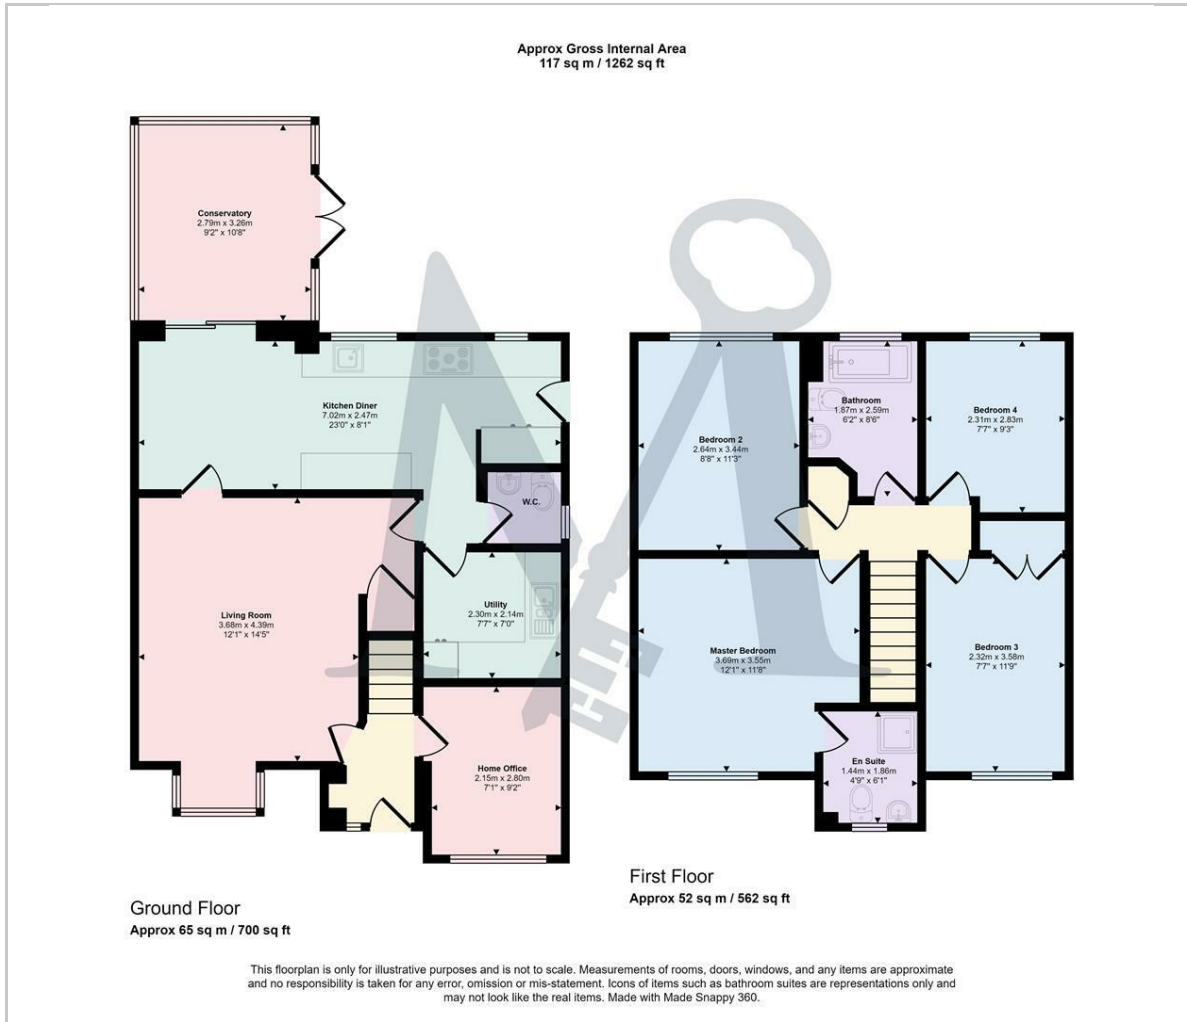 Approx Gross Internal Area
117 sq m / 1262 sq ft
Conservatory
2.79m x 3.26m
9'2" x 10'8"
Kitchen Diner
7.02m x 2.47m
23'0" x 8'1"
W.C.
Living Room
3.68m x 4.39m
12'1" x 14'5"
Utility
2.30m x 2.14m
7'7" x 7'0"
Home Office
2.15m x 2.80m
7'1" x 9'2"
Ground Floor
Approx 65 sq m / 700 sq ft
Bedroom 2
2.64m x 3.44m
8'8" x 11'3"
Bathroom
1.87m x 2.59m
6'2" x 8'6"
Bedroom 4
2.31m x 2.83m
7'7" x 9'3"
Master Bedroom
3.69m x 3.55m
12'1" x 11'8"
Bedroom 3
2.32m x 3.58m
7'7" x 11'9"
En Suite
1.44m x 1.86m
4'9" x 6'1"
First Floor
Approx 52 sq m / 562 sq ft
This floorplan is only for illustrative purposes and is not to scale. Measurements of rooms, doors, windows, and any items are approximate
and no responsibility is taken for any error, omission or mis-statement. Icons of items such as bathroom suites are representations only and
may not look like the real items. Made with Made Snappy 360.